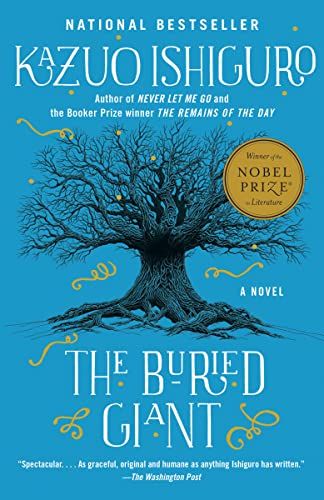 NATIONAL BESTSELLER
KAZUO ISHIGURO
Author of NEVER LET ME GO and
the Booker Prize winner THE REMAINS OF THE DAY
Winner of the
NOBEL
PRIZE®
in Literature
A NOVEL
THE BURIED
GIANT
"Spectacular. . . . As graceful, original and humane as anything Ishiguro has written."
—The Washington Post